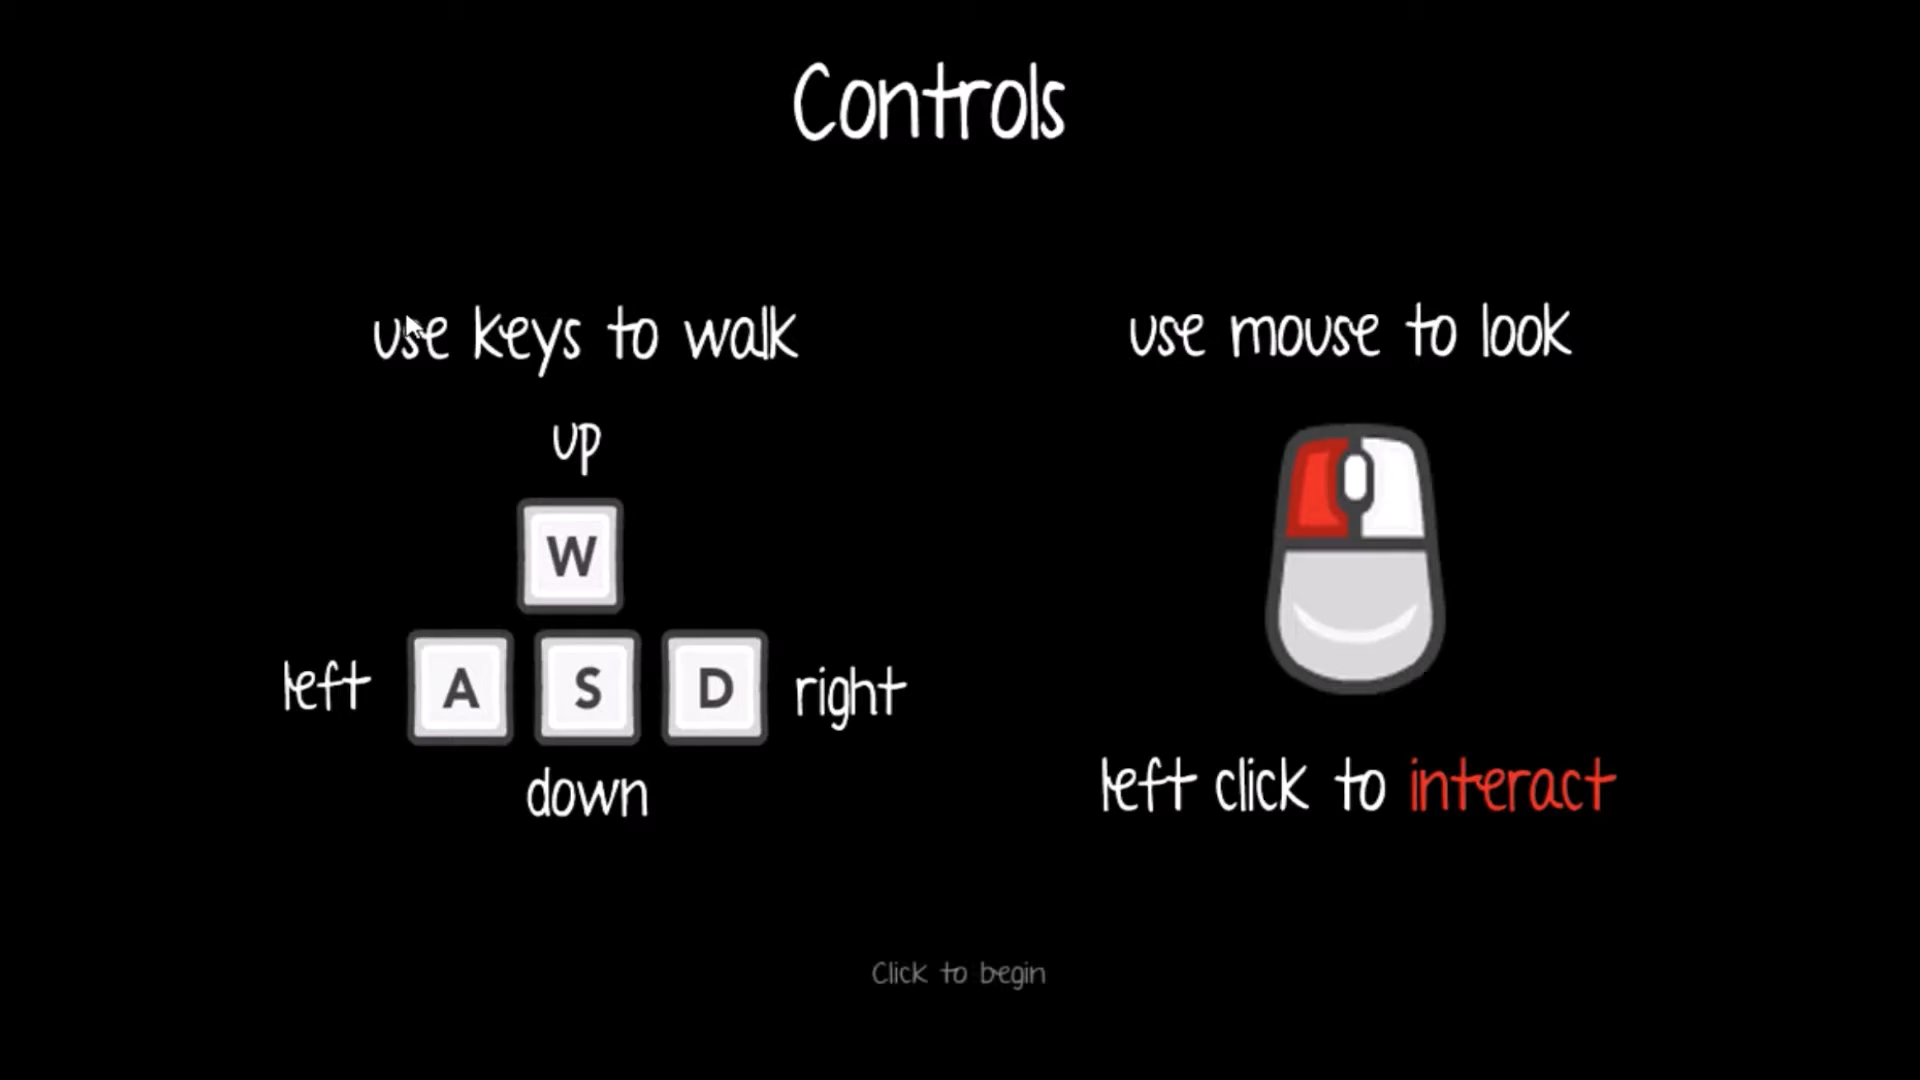 Controls
use keys to walk
up
W
left A S D right
down
use mouse to look
left click to interact
Click to begin